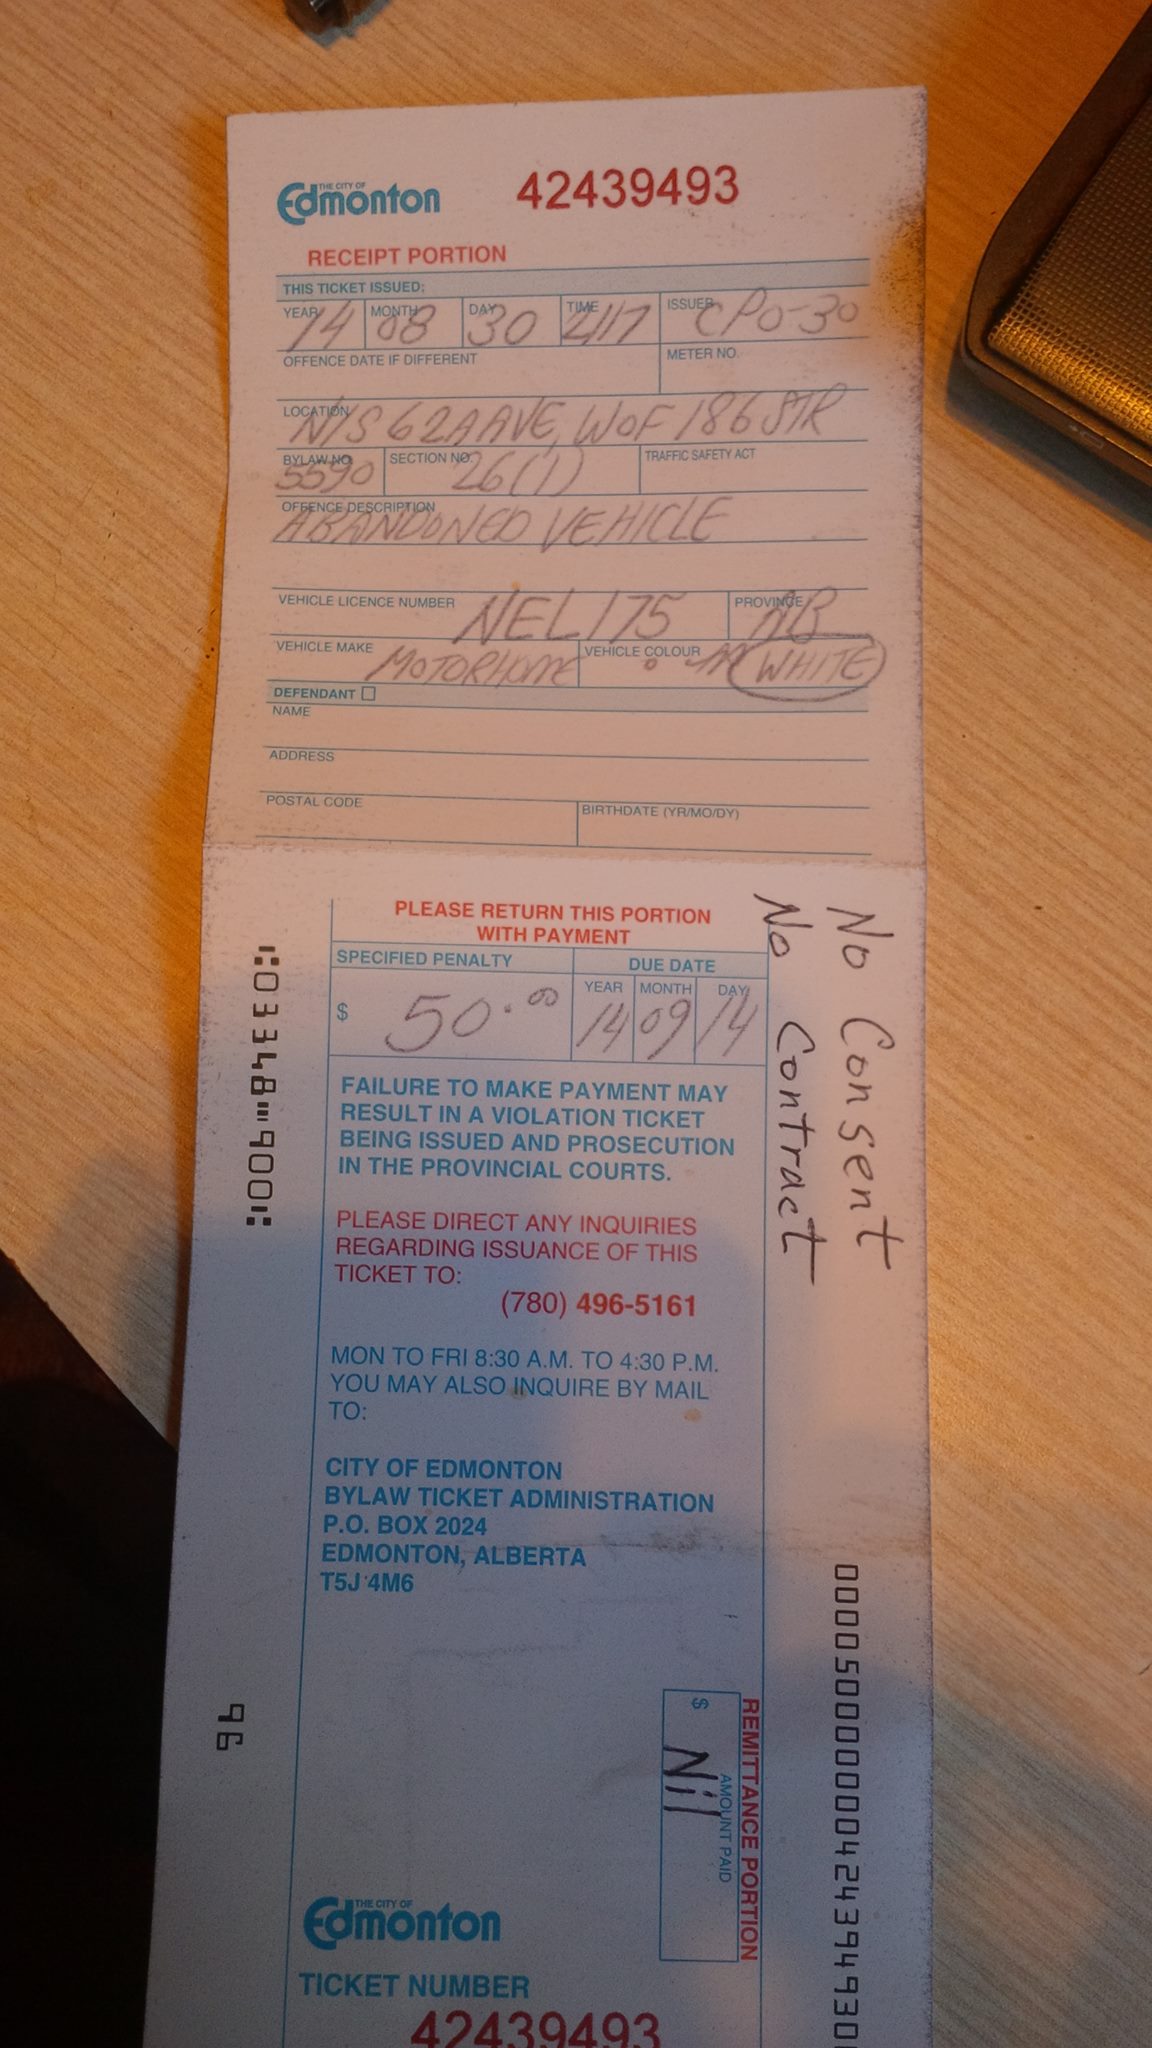 THE CITY OF
Edmonton 42439493
RECEIPT PORTION
THIS TICKET ISSUED:
YEAR MONTH DAY TIME ISSUER
14 08 30 CPO-30
OFFENCE DATE IF DIFFERENT METER NO.
LOCATION
N/S 62A AVE, W OF 186 STR
BYLAW NO. SECTION NO. TRAFFIC SAFETY ACT
5590 26(1)
OFFENCE DESCRIPTION
ABANDONED VEHICLE
VEHICLE LICENCE NUMBER NEL175 PROVINCE AB
VEHICLE MAKE MOTORHOME VEHICLE COLOUR WHITE
DEFENDANT
NAME
ADDRESS
POSTAL CODE BIRTHDATE (YR/MO/DY)
PLEASE RETURN THIS PORTION
WITH PAYMENT
SPECIFIED PENALTY DUE DATE
YEAR MONTH DAY
$ 50.00 14 09 14
No Consent
No Contract
FAILURE TO MAKE PAYMENT MAY
RESULT IN A VIOLATION TICKET
BEING ISSUED AND PROSECUTION
IN THE PROVINCIAL COURTS.
PLEASE DIRECT ANY INQUIRIES
REGARDING ISSUANCE OF THIS
TICKET TO:
(780) 496-5161
MON TO FRI 8:30 A.M. TO 4:30 P.M.
YOU MAY ALSO INQUIRE BY MAIL
TO:
CITY OF EDMONTON
BYLAW TICKET ADMINISTRATION
P.O. BOX 2024
EDMONTON, ALBERTA
T5J 4M6
REMITTANCE PORTION
AMOUNT PAID
$ Nil
THE CITY OF
Edmonton
TICKET NUMBER
42439493
96